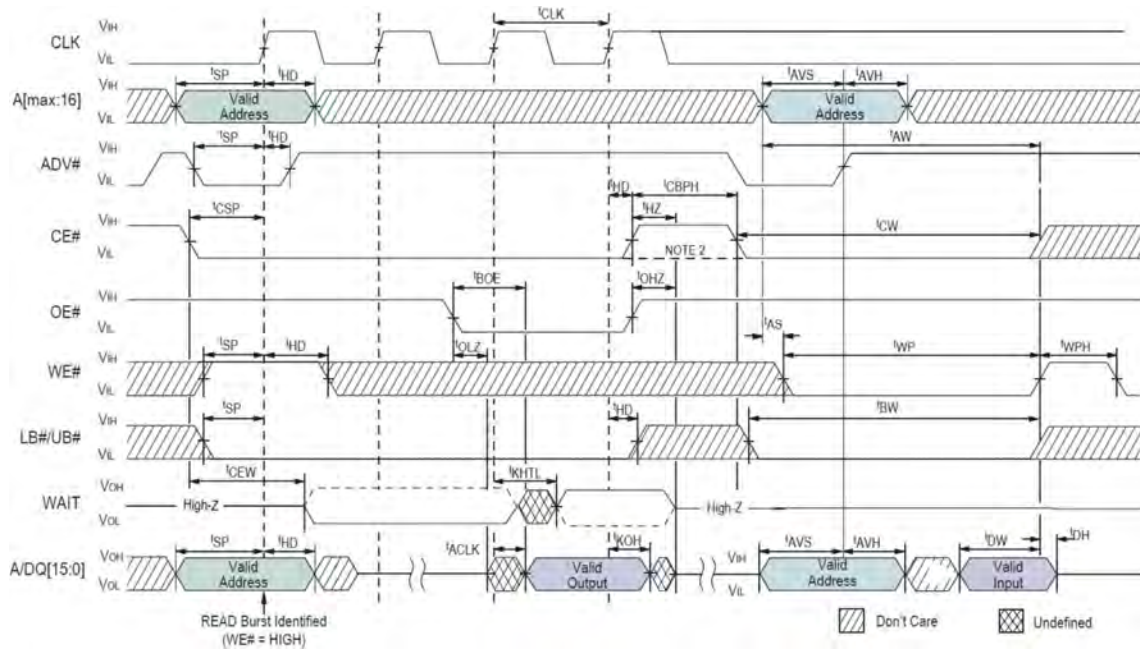 tCLK
CLK VIH
VIL
tSP tHD tAVS tAVH
A[max:16] VIH Valid Address Valid Address
VIL
tSP tHD tAW
ADV# VIH
VIL
tHD tCBPH
tCSP tHZ
CE# VIH tCW
VIL NOTE 2
tBOE tOHZ
OE# VIH
VIL
tAS
tSP tHD tOLZ tWP tWPH
WE# VIH
VIL
tSP tHD tBW
LB#/UB# VIH
VIL
tCEW tKHTL
WAIT VOH
High-Z High-Z
VOL
tSP tHD tACLK tKOH tAVS tAVH tDW tDH
A/DQ[15:0] VOH Valid Address Valid Output VIH Valid Address Valid Input
VOL VIL
READ Burst Identified
(WE# = HIGH)
Don't Care Undefined